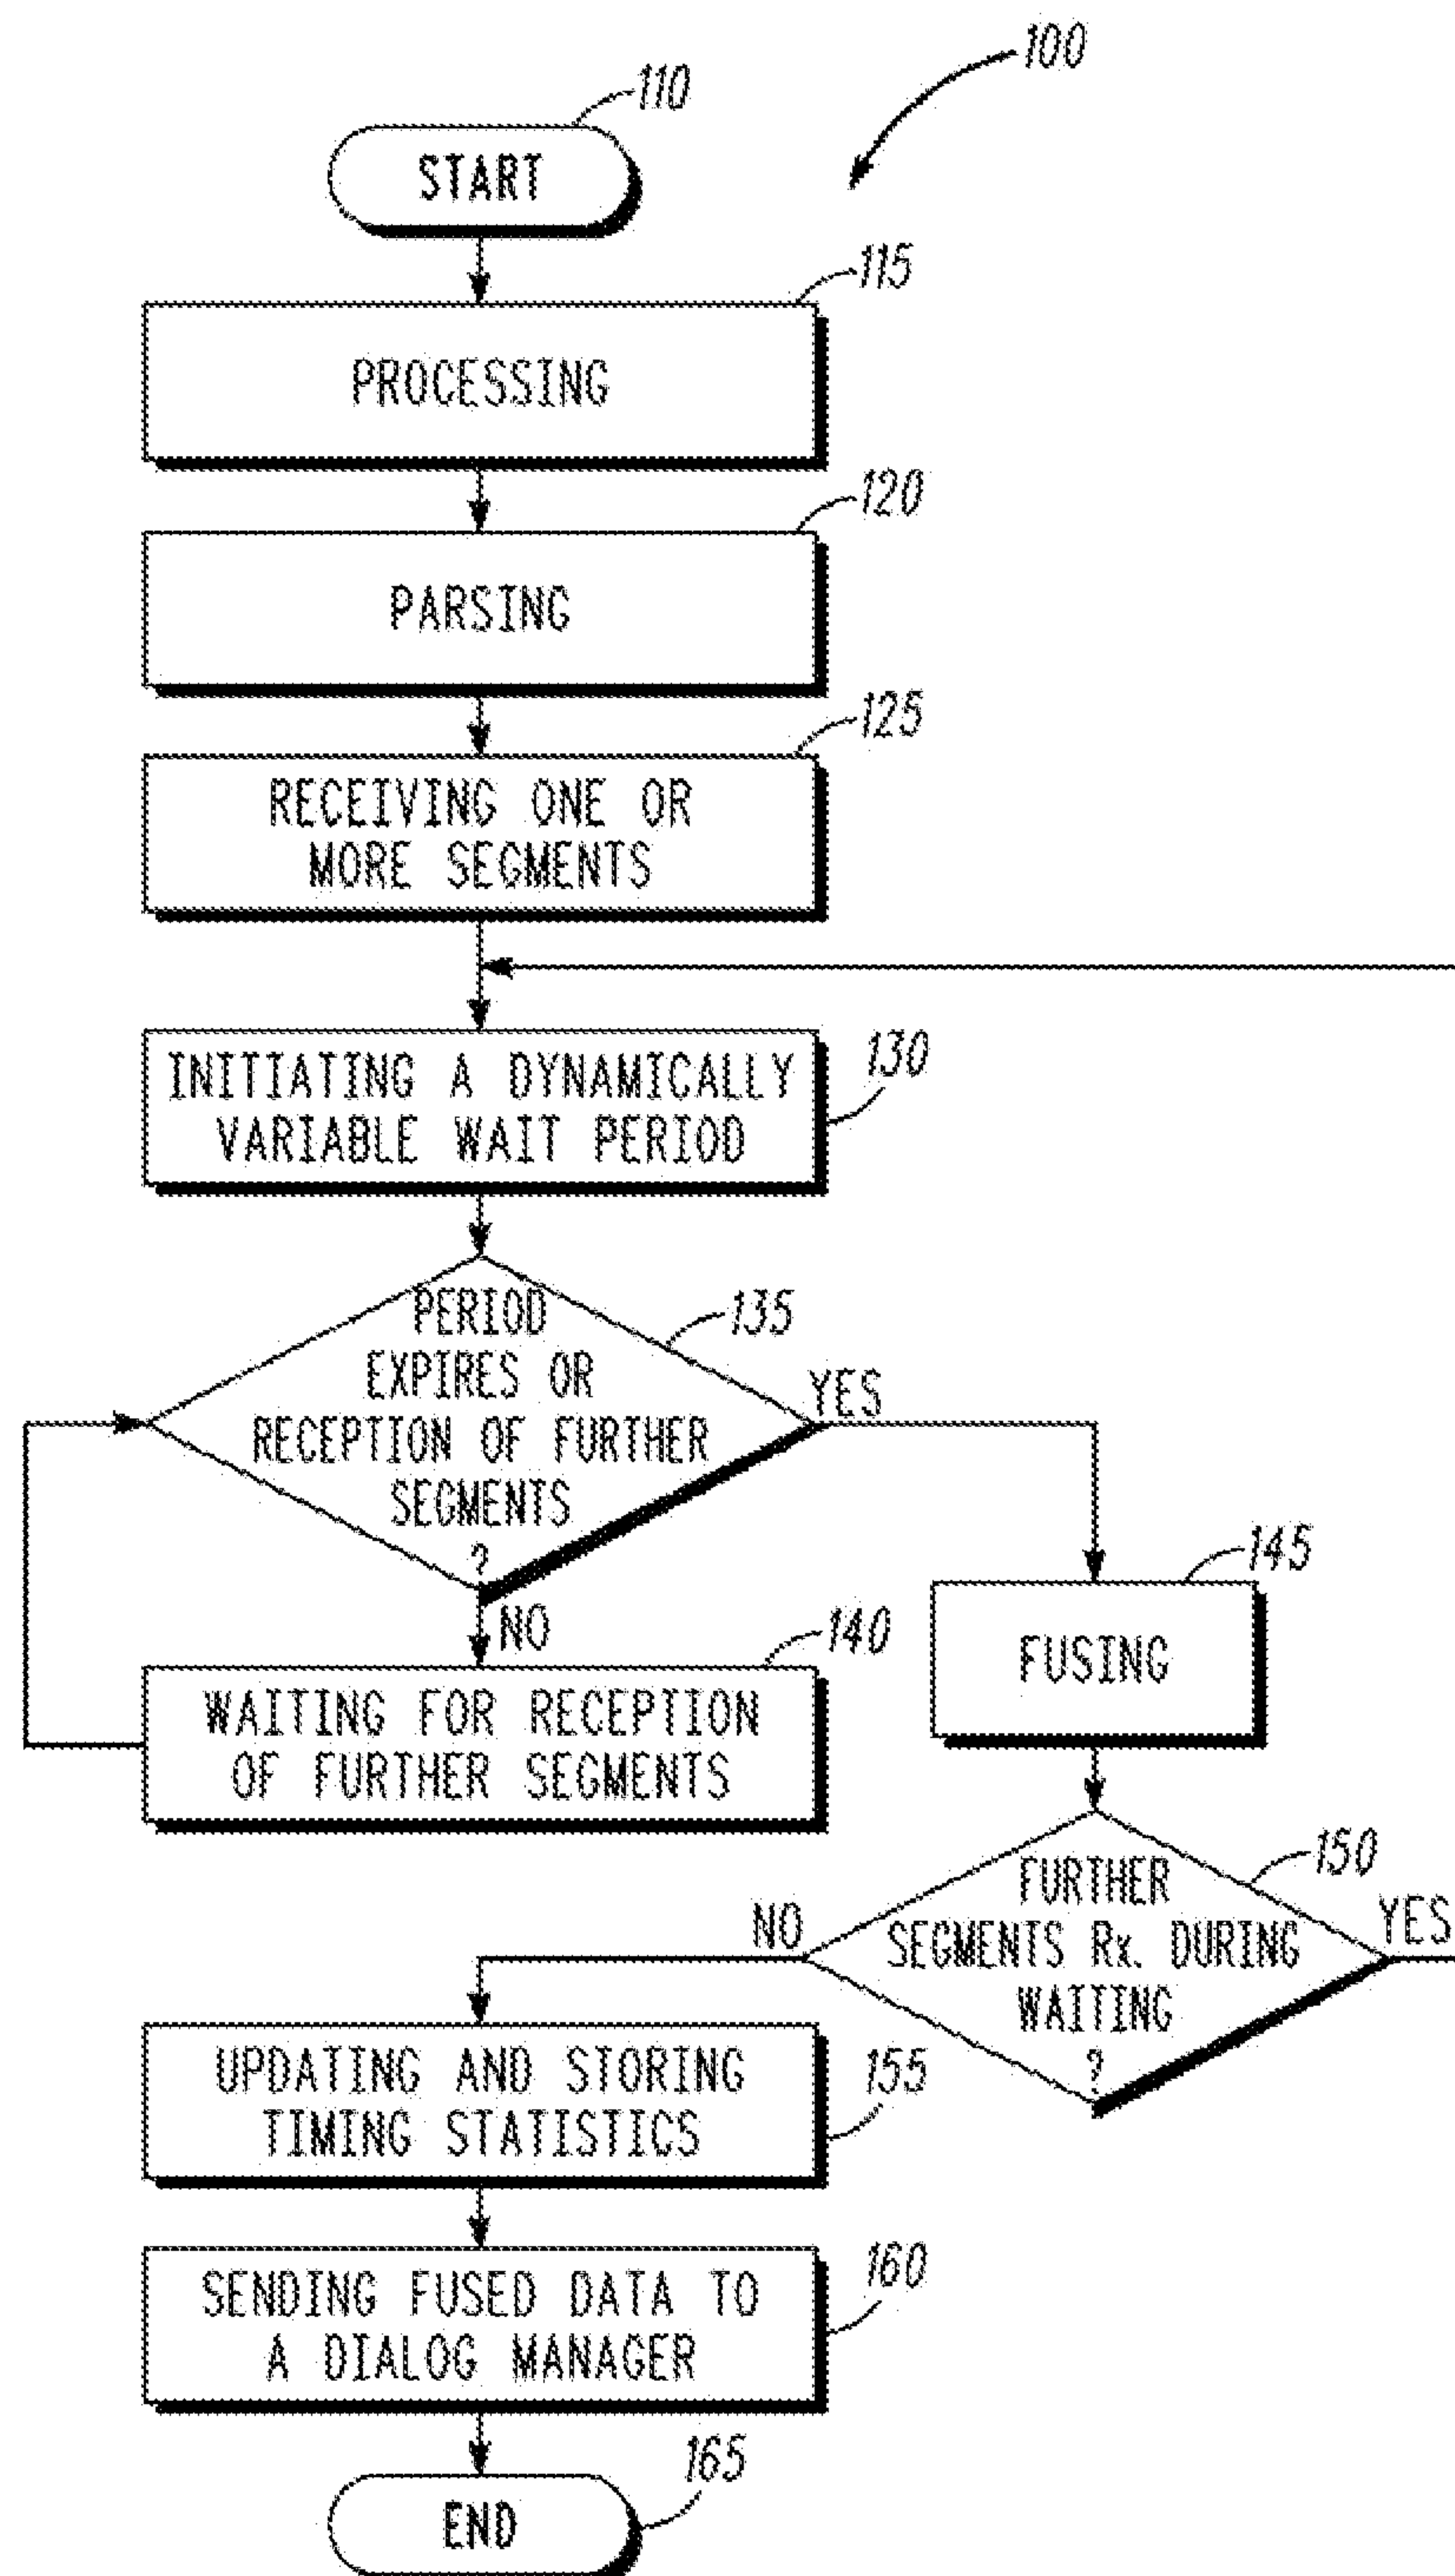 100
110
START
115
PROCESSING
120
PARSING
125
RECEIVING ONE OR
MORE SEGMENTS
130
INITIATING A DYNAMICALLY
VARIABLE WAIT PERIOD
135
PERIOD
EXPIRES OR
RECEPTION OF FURTHER
SEGMENTS
?
YES
NO
140
WAITING FOR RECEPTION
OF FURTHER SEGMENTS
145
FUSING
150
FURTHER
SEGMENTS Rx. DURING
WAITING
?
NO
YES
155
UPDATING AND STORING
TIMING STATISTICS
160
SENDING FUSED DATA TO
A DIALOG MANAGER
165
END